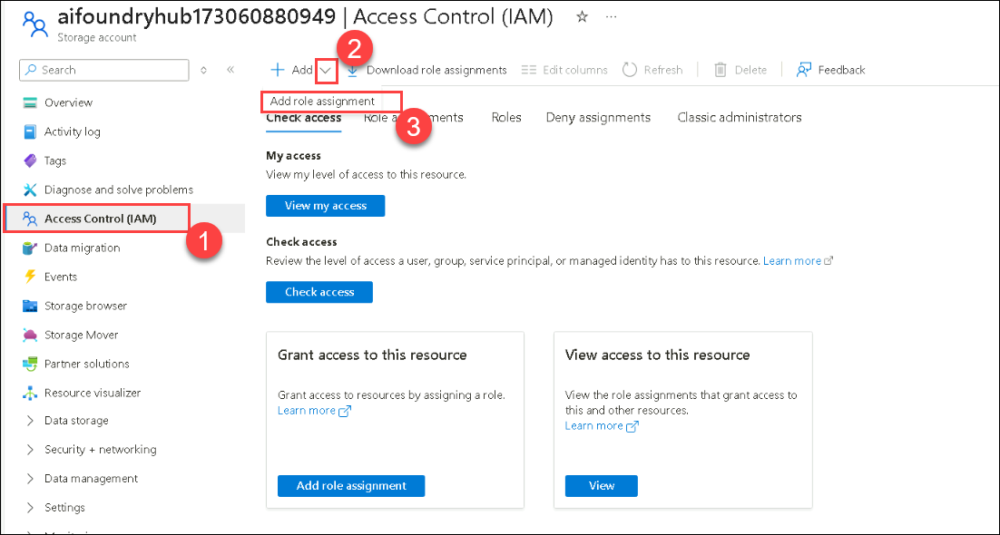 aifoundryhub173060880949 | Access Control (IAM) ☆ ...
Storage account
Search
Add
Download role assignments
Edit columns
Refresh
Delete
Feedback
2
Add role assignment
3
Check access
Role assignments
Roles
Deny assignments
Classic administrators
Overview
Activity log
Tags
Diagnose and solve problems
Access Control (IAM)
1
Data migration
Events
Storage browser
Storage Mover
Partner solutions
Resource visualizer
Data storage
Security + networking
Data management
Settings
My access
View my level of access to this resource.
View my access
Check access
Review the level of access a user, group, service principal, or managed identity has to this resource. Learn more
Check access
Grant access to this resource
Grant access to resources by assigning a role.
Learn more
Add role assignment
View access to this resource
View the role assignments that grant access to
this and other resources.
Learn more
View